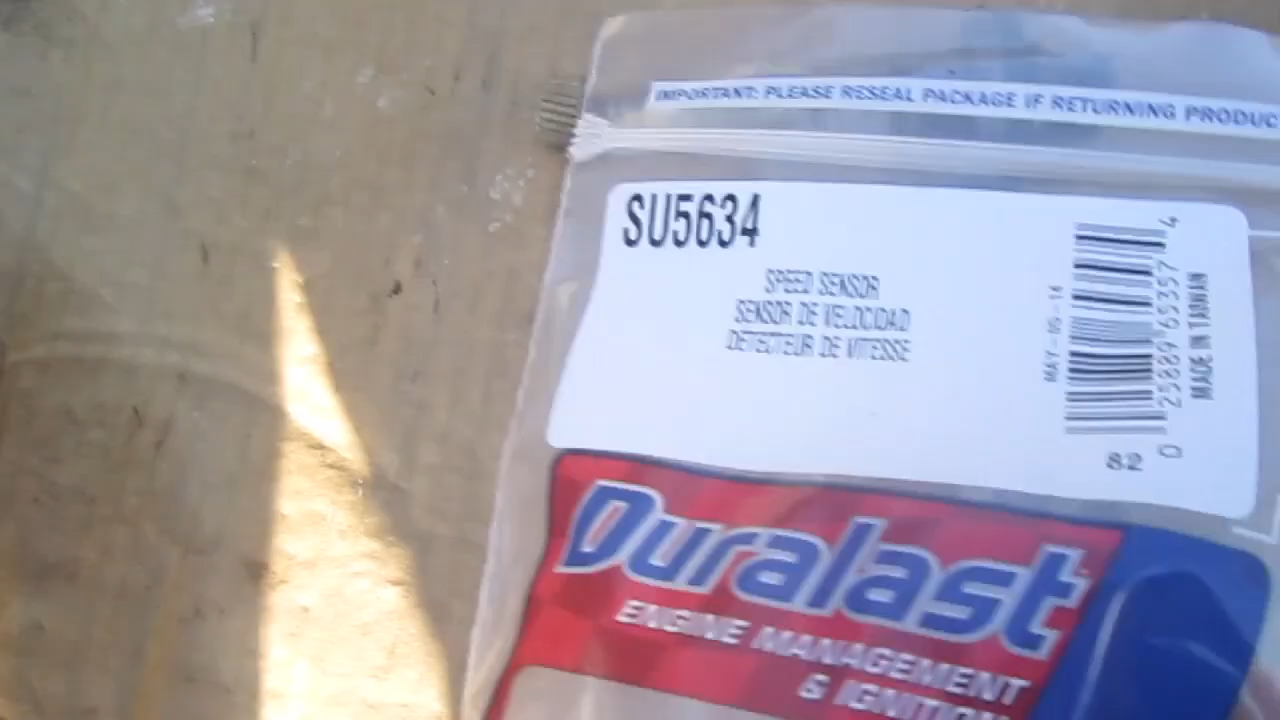 IMPORTANT: PLEASE RESEAL PACKAGE IF RETURNING PRODUC
SU5634
SPEED SENSOR
SENSOR DE VELOCIDAD
DETECTEUR DE VITESSE
MAY-05-14
0 25889 65357 4
MADE IN TAIWAN
82
Duralast
ENGINE MANAGEMENT
& IGNITION